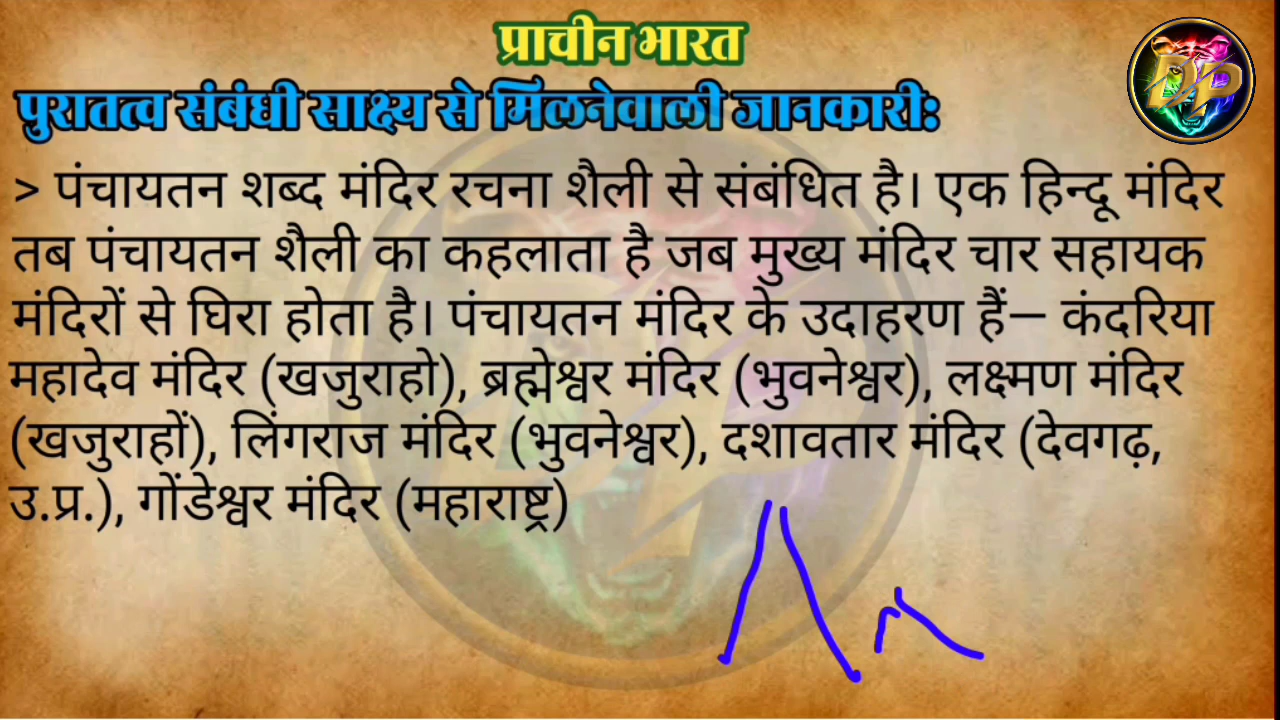 प्राचीन भारत
पुरातत्व संबंधी साक्ष्य से मिलनेवाली जानकारी:
> पंचायतन शब्द मंदिर रचना शैली से संबंधित है। एक हिन्दू मंदिर
तब पंचायतन शैली का कहलाता है जब मुख्य मंदिर चार सहायक
मंदिरों से घिरा होता है। पंचायतन मंदिर के उदाहरण हैं— कंदरिया
महादेव मंदिर (खजुराहो), ब्रह्मेश्वर मंदिर (भुवनेश्वर), लक्ष्मण मंदिर
(खजुराहों), लिंगराज मंदिर (भुवनेश्वर), दशावतार मंदिर (देवगढ़,
उ.प्र.), गोंडेश्वर मंदिर (महाराष्ट्र)
DP